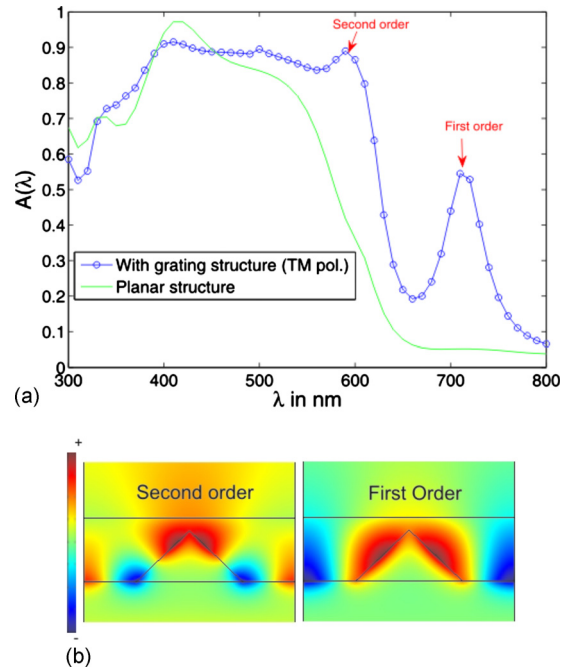 Second order
First order
With grating structure (TM pol.)
Planar structure
A(λ)
1
0.9
0.8
0.7
0.6
0.5
0.4
0.3
0.2
0.1
0
300
400
500
600
700
800
λ in nm
(a)
+
-
Second order
First Order
(b)